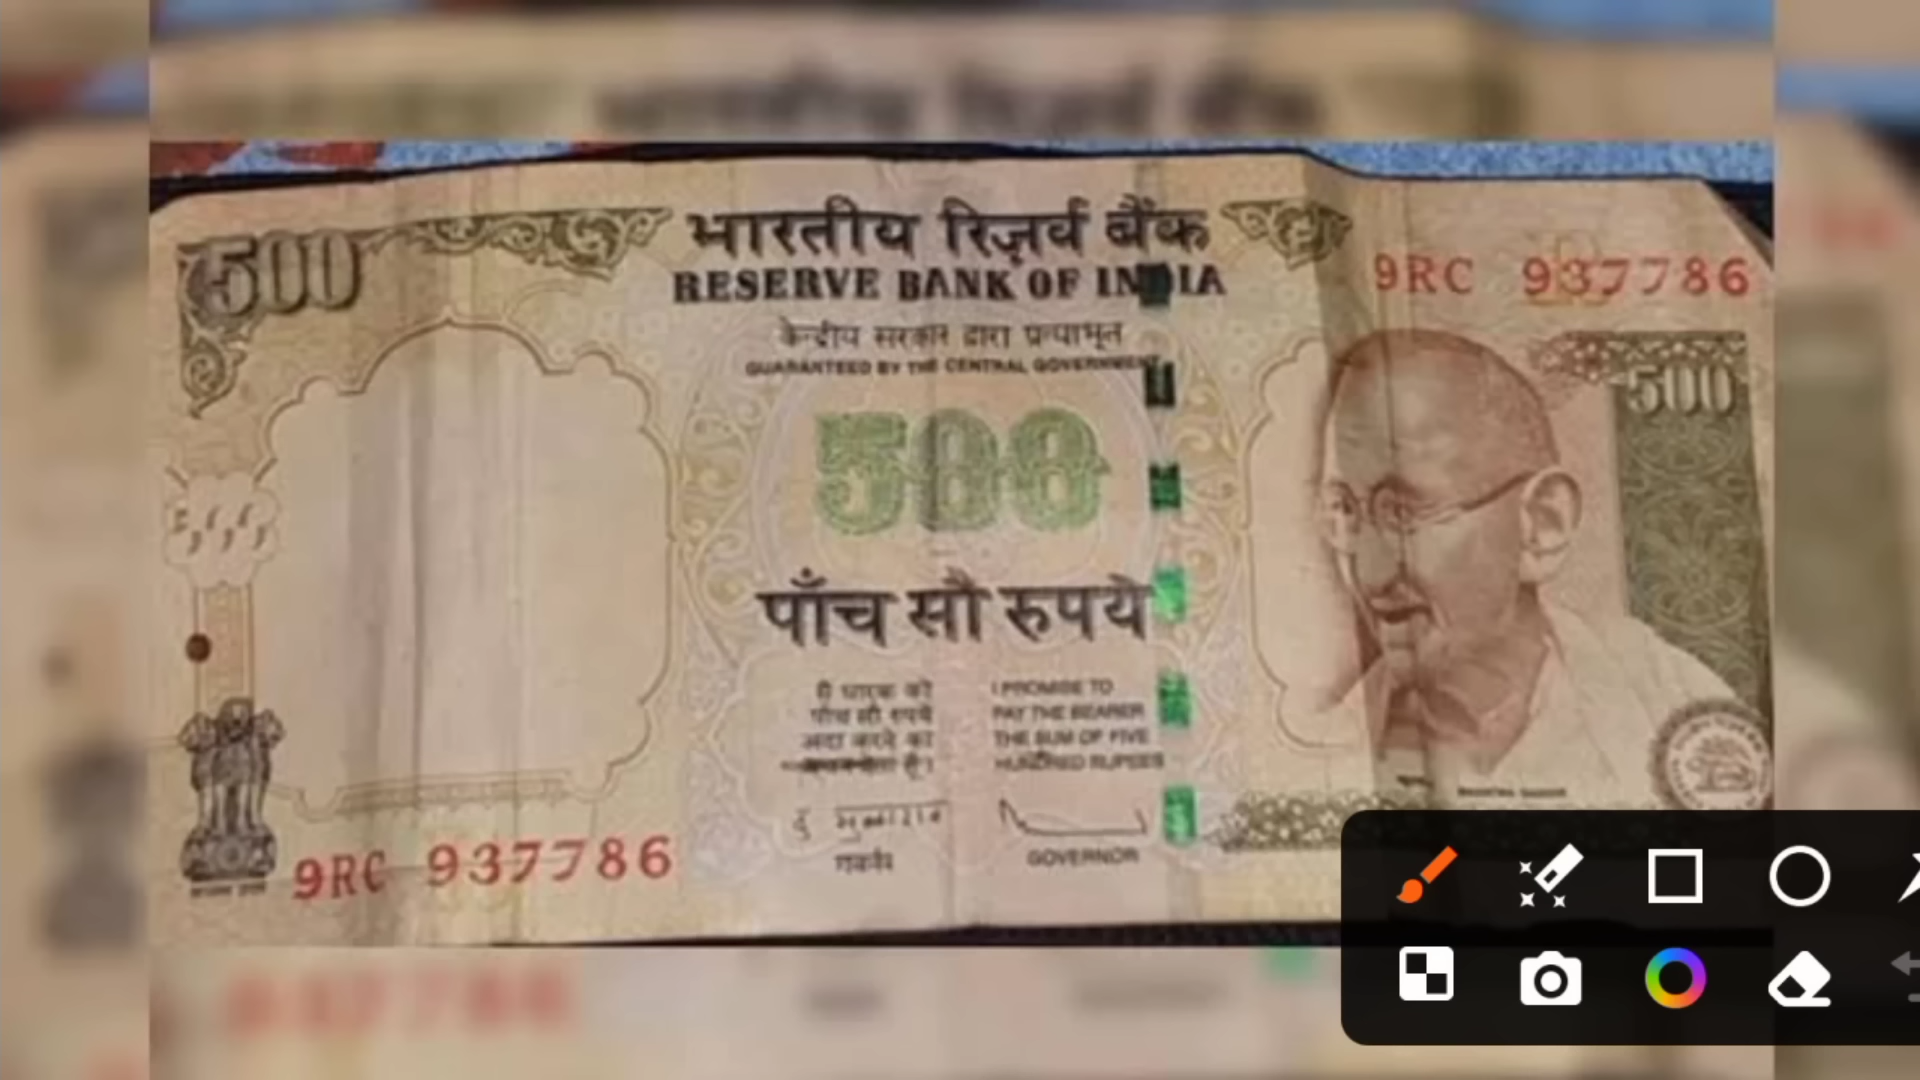 500
भारतीय रिज़र्व बैंक
RESERVE BANK OF INDIA
9RC 937786
केन्द्रीय सरकार द्वारा प्रत्याभूत
GUARANTEED BY THE CENTRAL GOVERNMENT
500
500
पाँच सौ रुपये
I PROMISE TO
PAY THE BEARER
THE SUM OF FIVE
HUNDRED RUPEES
गवर्नर
GOVERNOR
9RC 937786